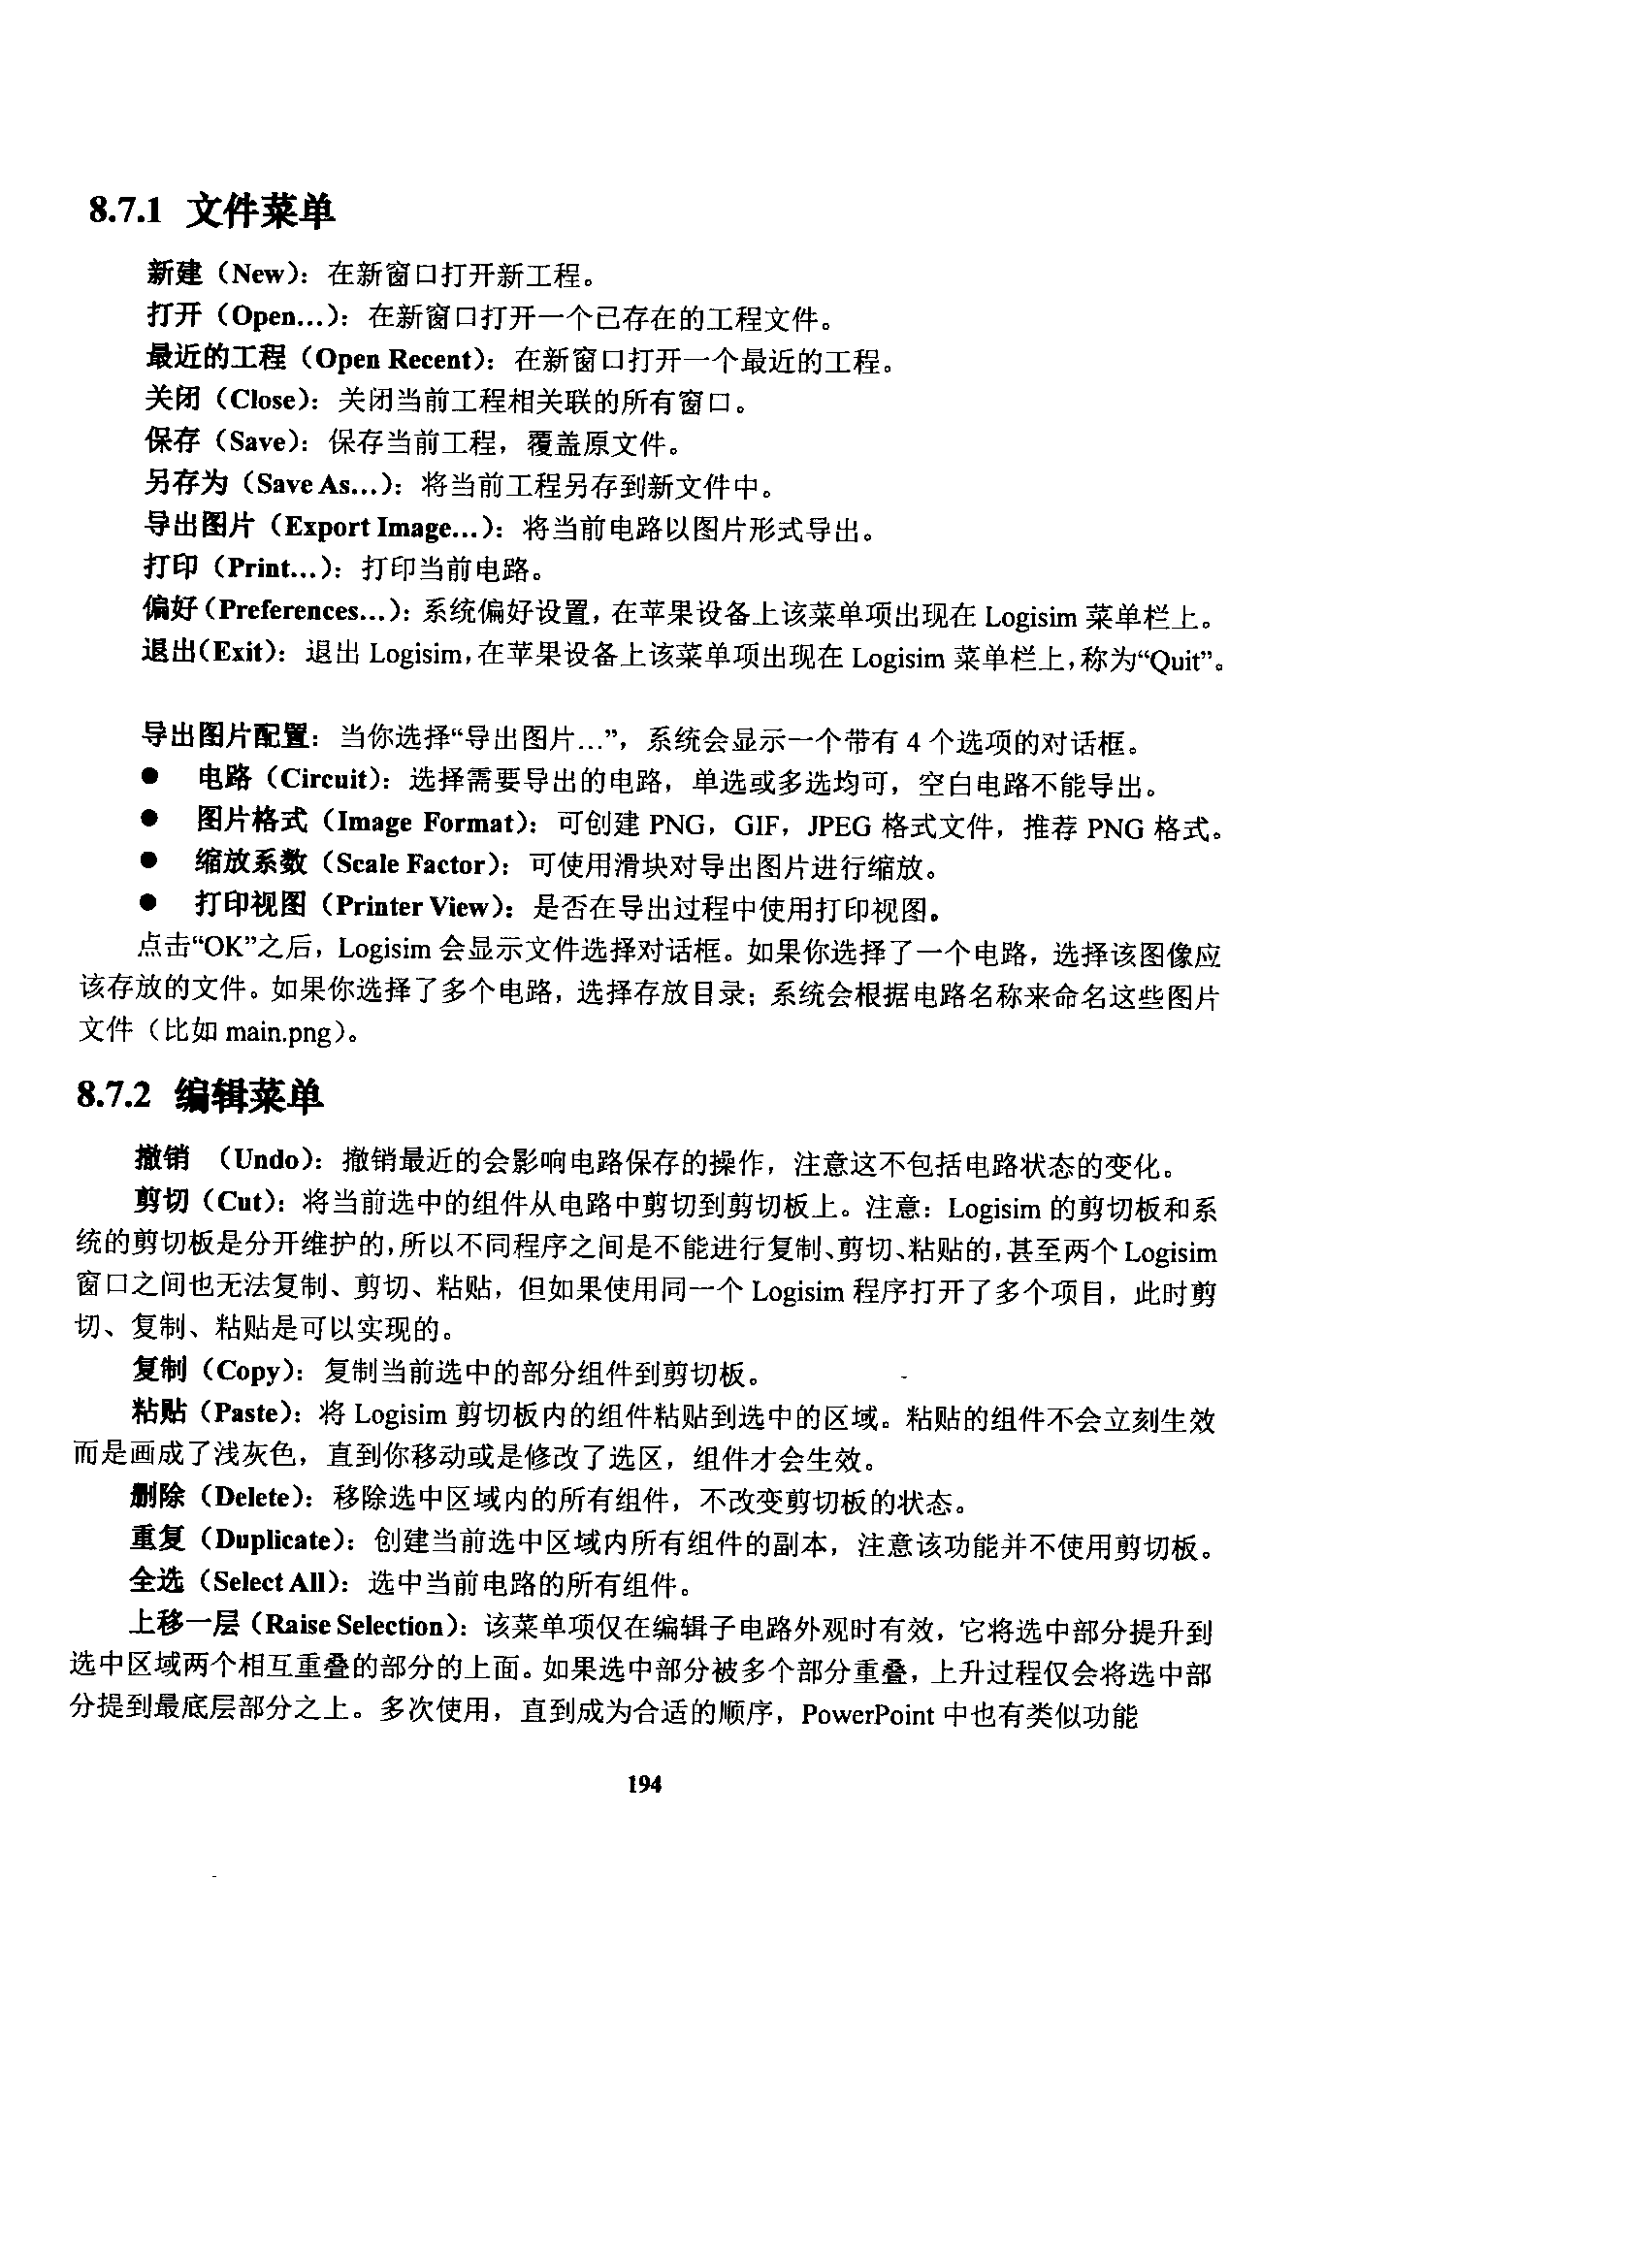 8.7.1 文件菜单
新建（New）：在新窗口打开新工程。
打开（Open...）：在新窗口打开一个已存在的工程文件。
最近的工程（Open Recent）：在新窗口打开一个最近的工程。
关闭（Close）：关闭当前工程相关联的所有窗口。
保存（Save）：保存当前工程，覆盖原文件。
另存为（Save As...）：将当前工程另存到新文件中。
导出图片（Export Image...）：将当前电路以图片形式导出。
打印（Print...）：打印当前电路。
偏好（Preferences...）：系统偏好设置，在苹果设备上该菜单项出现在 Logisim 菜单栏上。
退出（Exit）：退出 Logisim，在苹果设备上该菜单项出现在 Logisim 菜单栏上，称为“Quit”。
导出图片配置：当你选择“导出图片...”，系统会显示一个带有 4 个选项的对话框。
● 电路（Circuit）：选择需要导出的电路，单选或多选均可，空白电路不能导出。
● 图片格式（Image Format）：可创建 PNG，GIF，JPEG 格式文件，推荐 PNG 格式。
● 缩放系数（Scale Factor）：可使用滑块对导出图片进行缩放。
● 打印视图（Printer View）：是否在导出过程中使用打印视图。
点击“OK”之后，Logisim 会显示文件选择对话框。如果你选择了一个电路，选择该图像应
该存放的文件。如果你选择了多个电路，选择存放目录；系统会根据电路名称来命名这些图片
文件（比如 main.png）。
8.7.2 编辑菜单
撤销 （Undo）：撤销最近的会影响电路保存的操作，注意这不包括电路状态的变化。
剪切（Cut）：将当前选中的组件从电路中剪切到剪切板上。注意：Logisim 的剪切板和系
统的剪切板是分开维护的，所以不同程序之间是不能进行复制、剪切、粘贴的，甚至两个 Logisim
窗口之间也无法复制、剪切、粘贴，但如果使用同一个 Logisim 程序打开了多个项目，此时剪
切、复制、粘贴是可以实现的。
复制（Copy）：复制当前选中的部分组件到剪切板。
粘贴（Paste）：将 Logisim 剪切板内的组件粘贴到选中的区域。粘贴的组件不会立刻生效
而是画成了浅灰色，直到你移动或是修改了选区，组件才会生效。
删除（Delete）：移除选中区域内的所有组件，不改变剪切板的状态。
重复（Duplicate）：创建当前选中区域内所有组件的副本，注意该功能并不使用剪切板。
全选（Select All）：选中当前电路的所有组件。
上移一层（Raise Selection）：该菜单项仅在编辑子电路外观时有效，它将选中部分提升到
选中区域两个相互重叠的部分的上面。如果选中部分被多个部分重叠，上升过程仅会将选中部
分提到最底层部分之上。多次使用，直到成为合适的顺序，PowerPoint 中也有类似功能
194